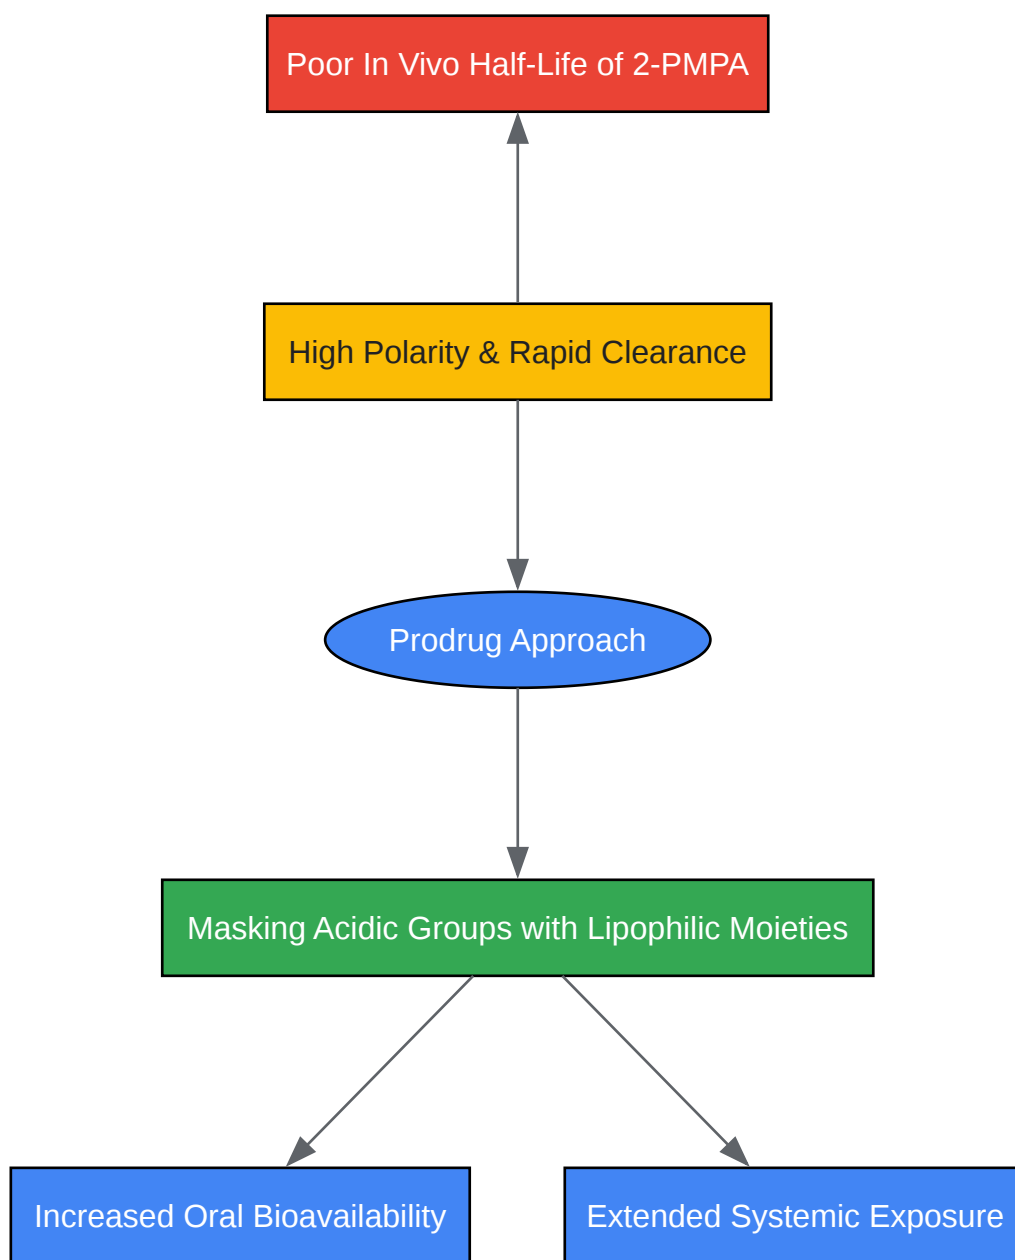 Poor In Vivo Half-Life of 2-PMPA
High Polarity & Rapid Clearance
Prodrug Approach
Masking Acidic Groups with Lipophilic Moieties
Increased Oral Bioavailability
Extended Systemic Exposure